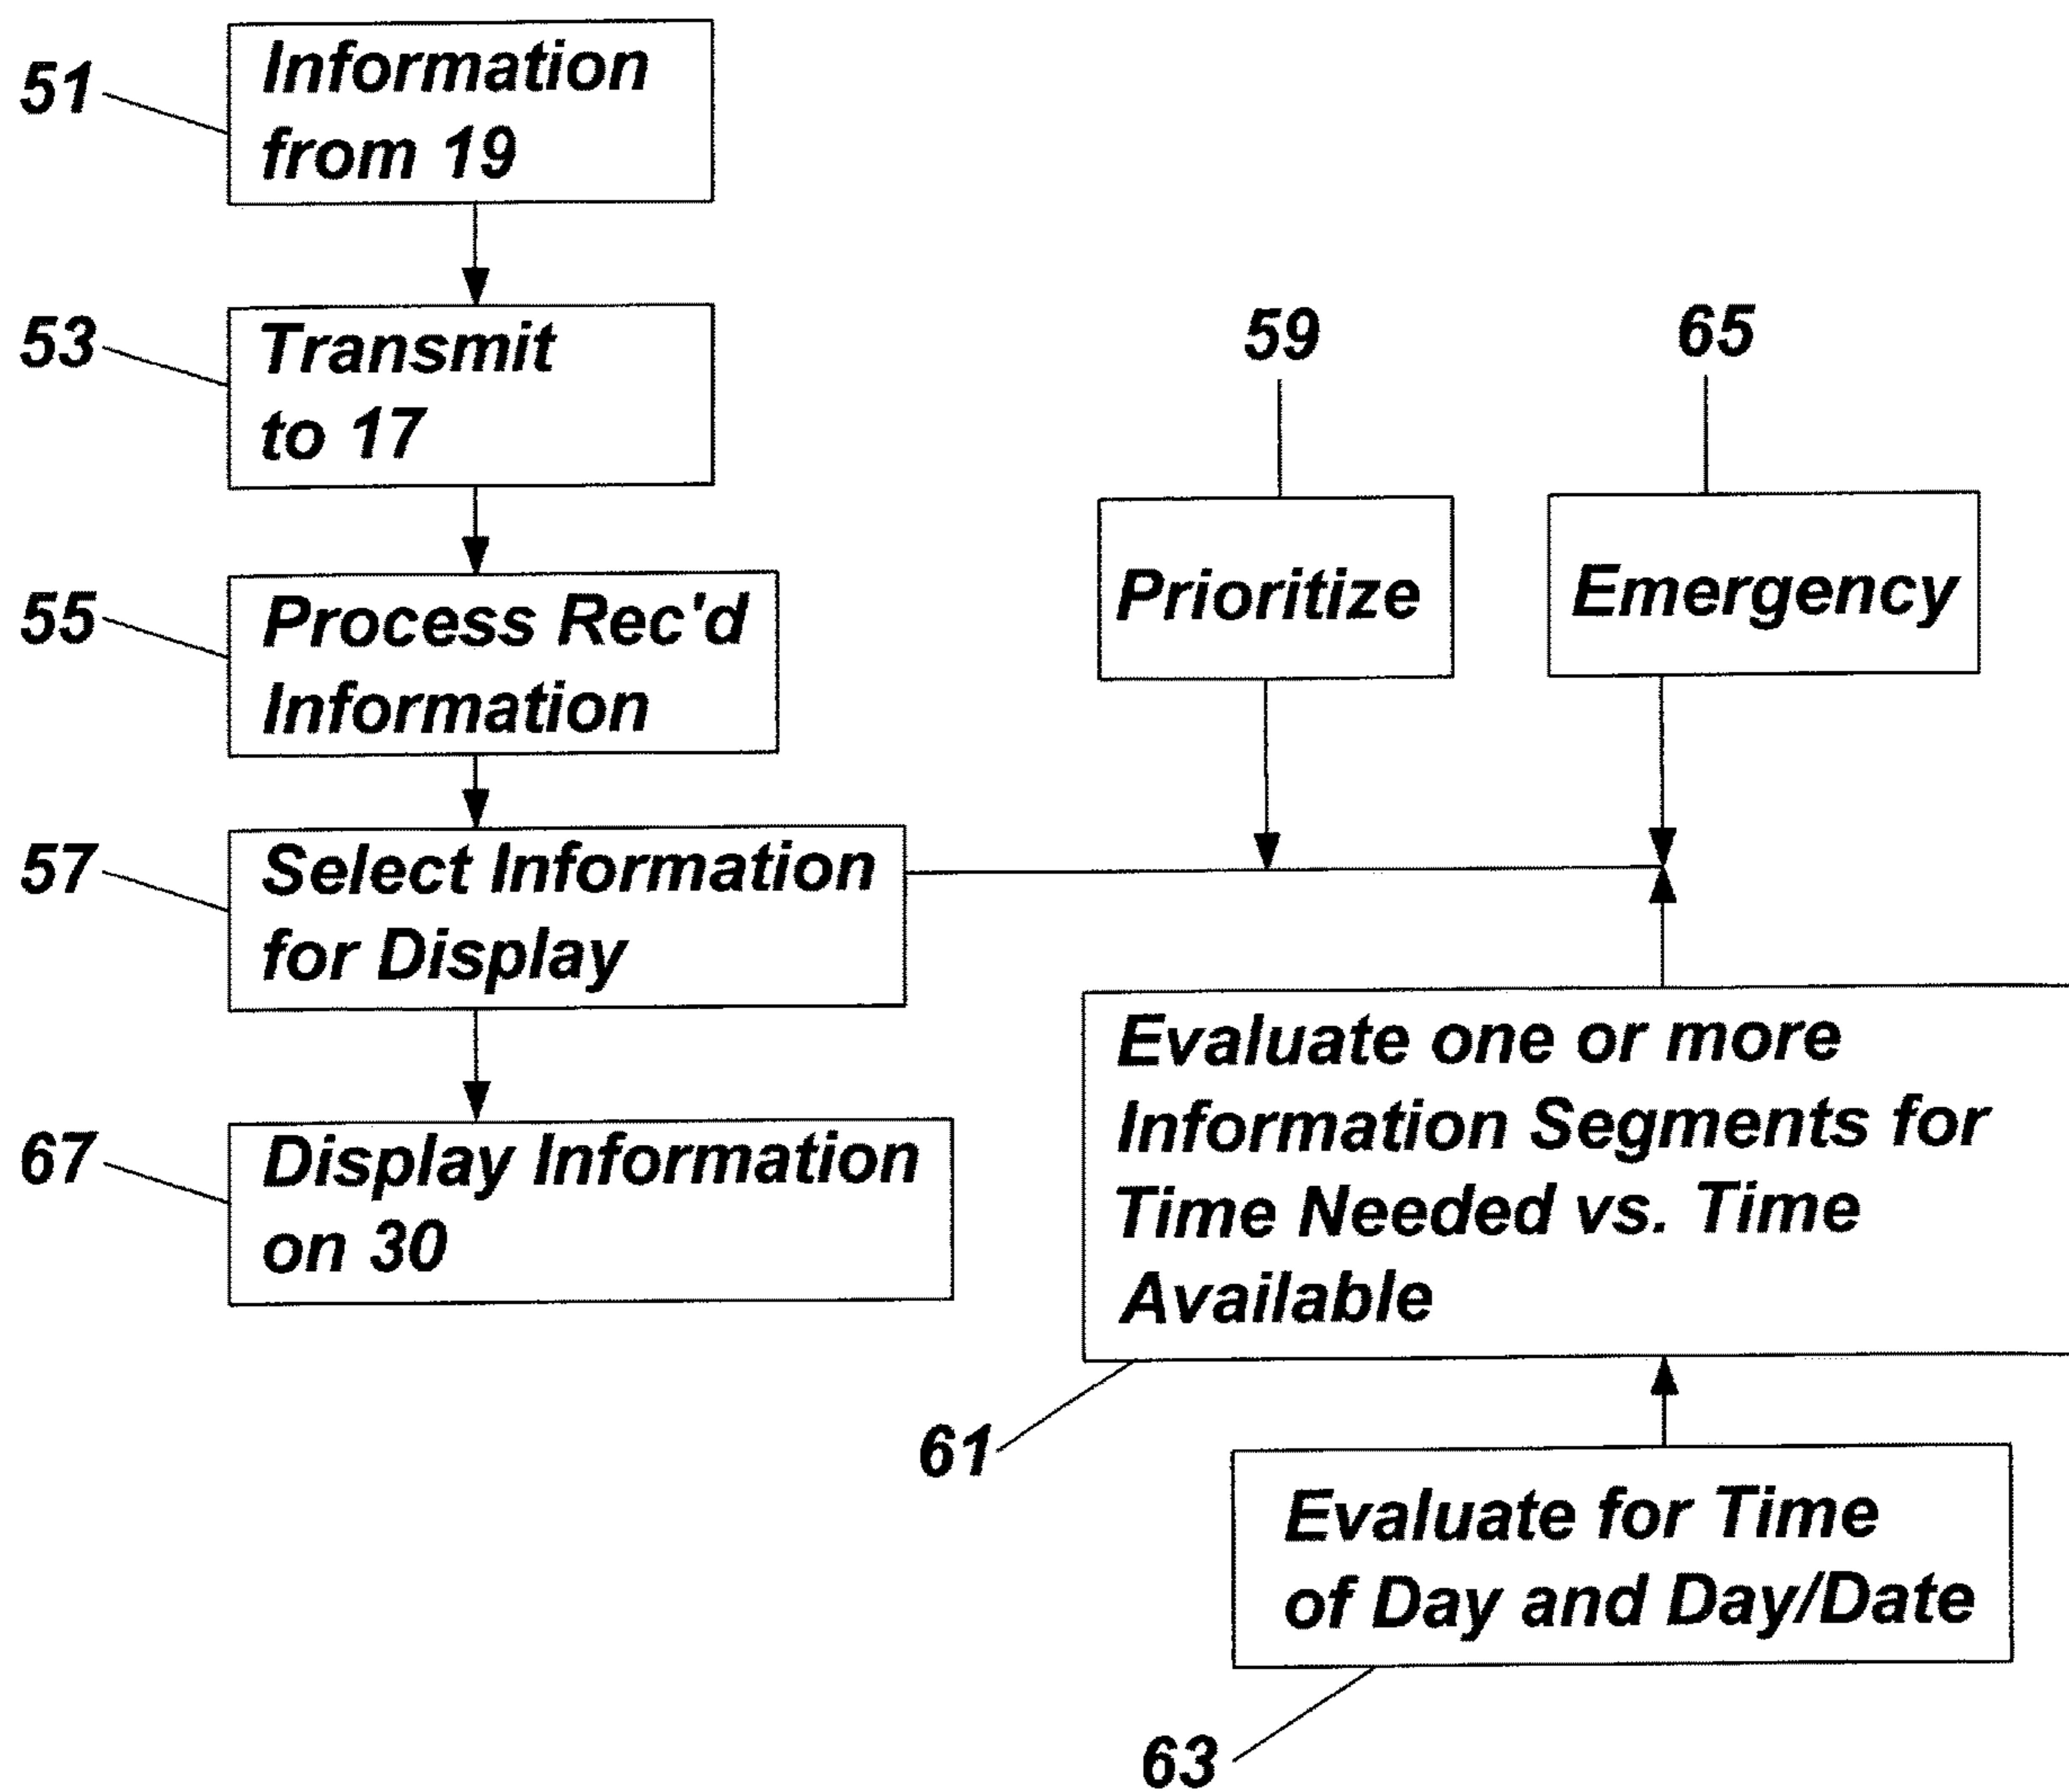 51
Information
from 19
53
Transmit
to 17
59
65
55
Process Rec'd
Information
Prioritize
Emergency
57
Select Information
for Display
67
Display Information
on 30
Evaluate one or more
Information Segments for
Time Needed vs. Time
Available
61
Evaluate for Time
of Day and Day/Date
63